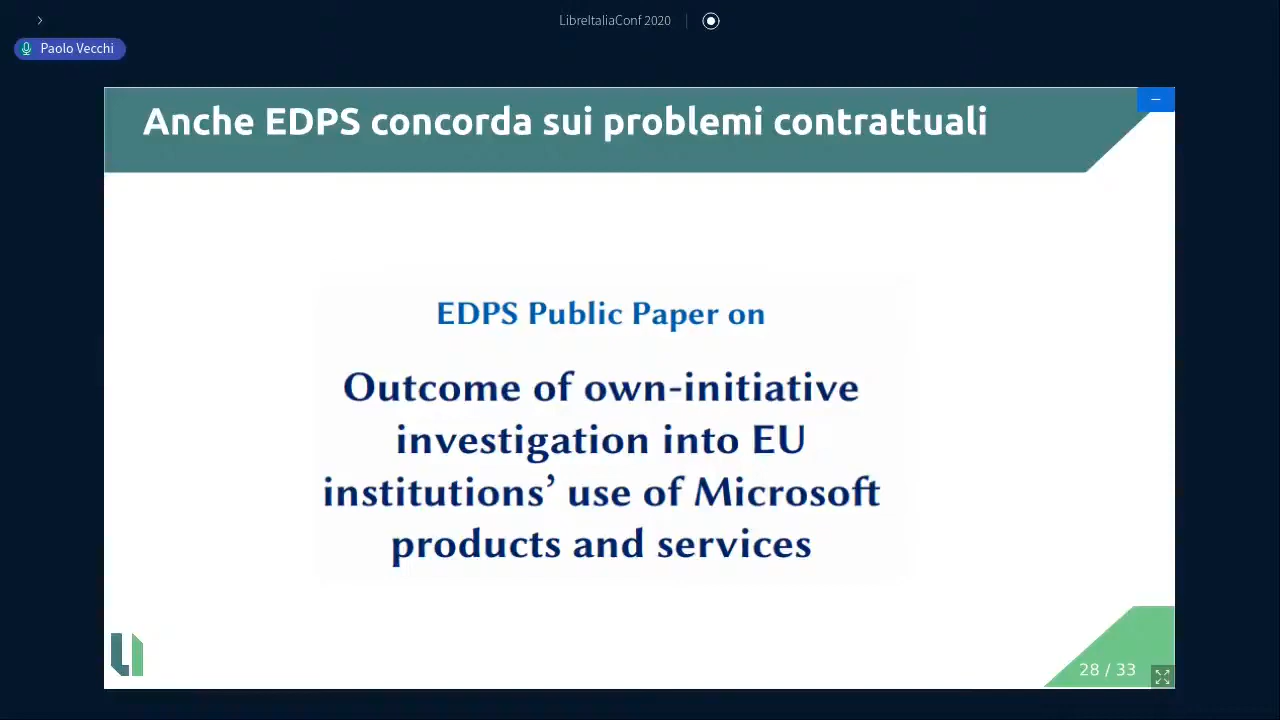 LibreItaliaConf 2020
Paolo Vecchi
Anche EDPS concorda sui problemi contrattuali
EDPS Public Paper on
Outcome of own-initiative
investigation into EU
institutions’ use of Microsoft
products and services
28 / 33